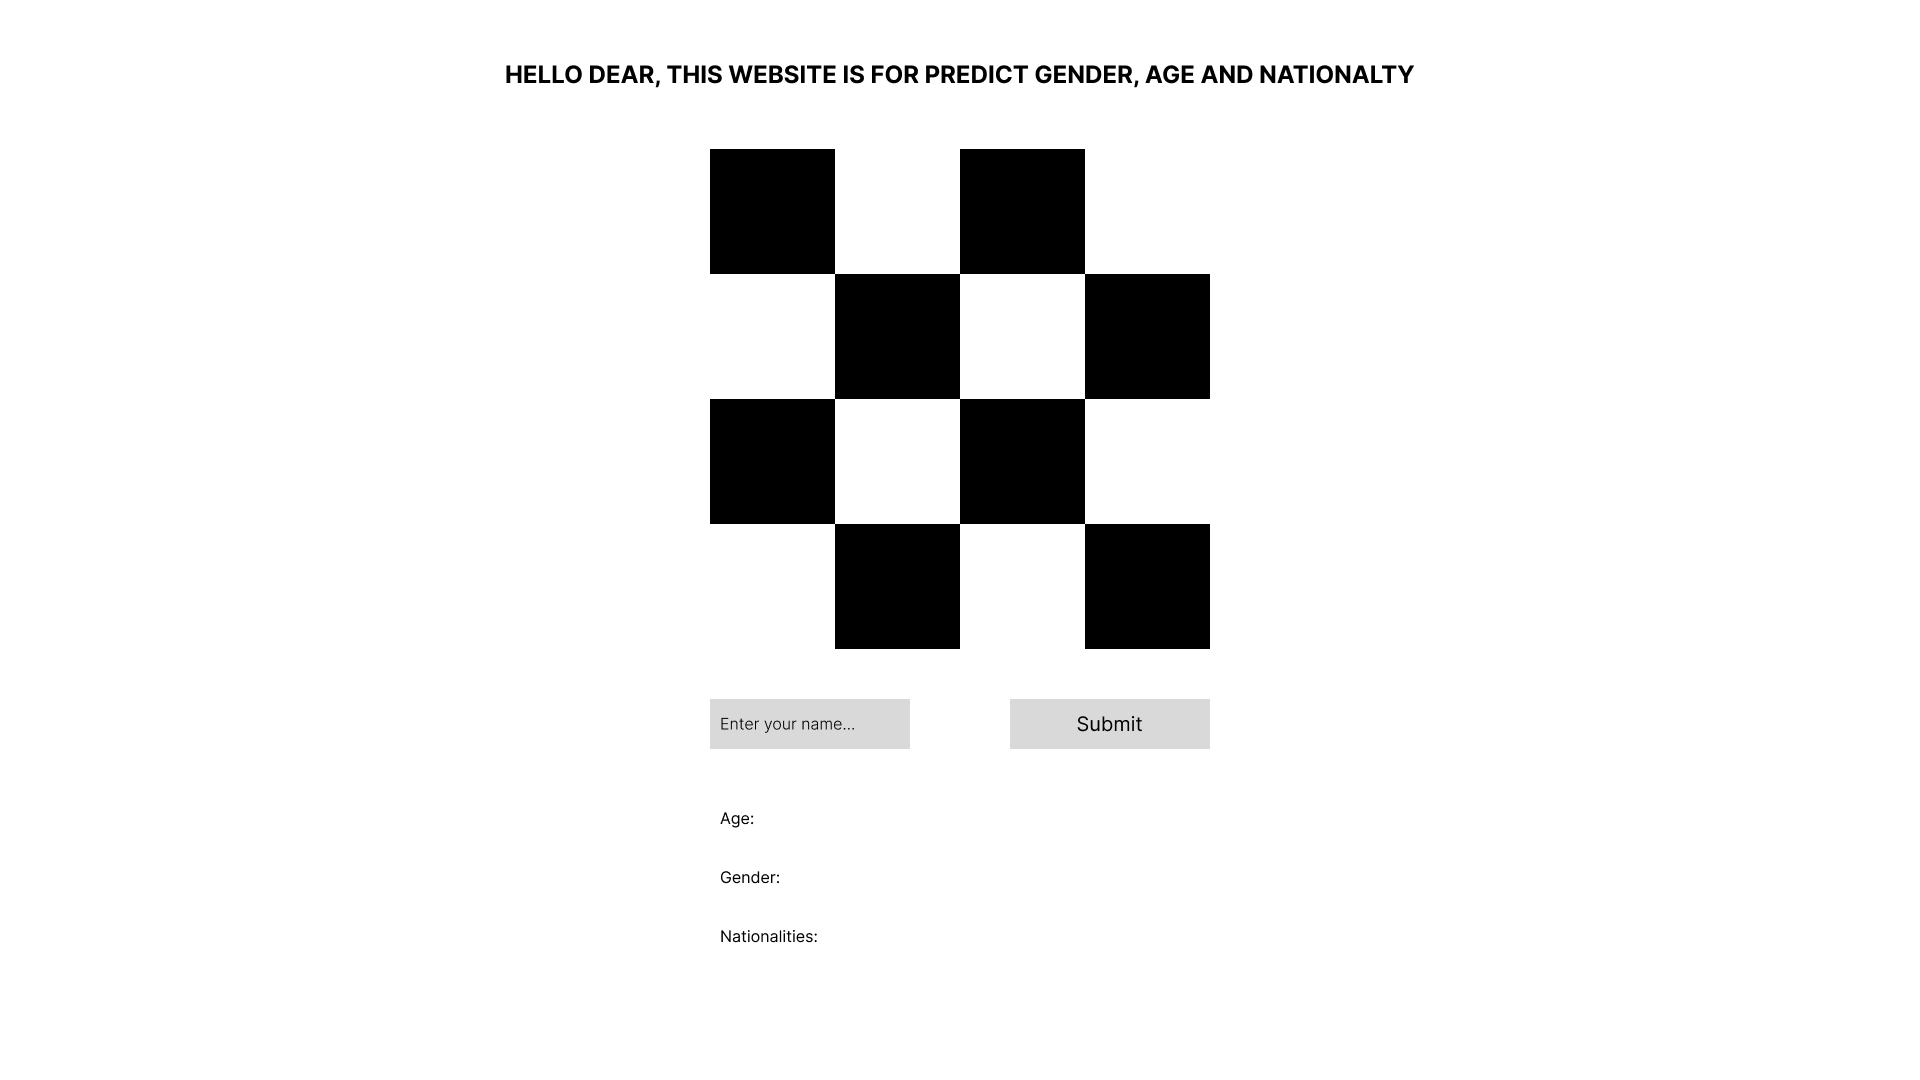 HELLO DEAR, THIS WEBSITE IS FOR PREDICT GENDER, AGE AND NATIONALTY
Enter your name...
Submit
Age:
Gender:
Nationalities: